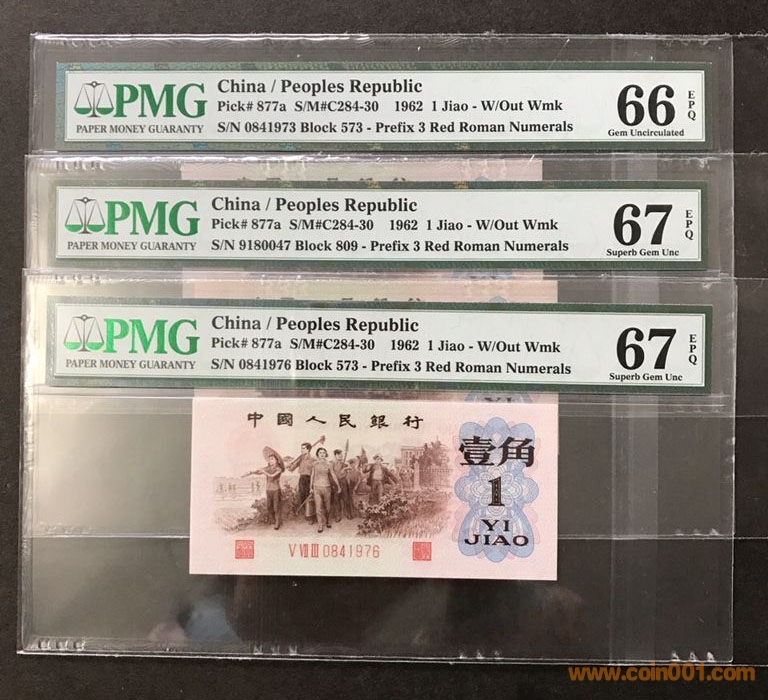 PMG
PAPER MONEY GUARANTY
China / Peoples Republic
Pick# 877a S/M#C284-30 1962 1 Jiao - W/Out Wmk
S/N 0841973 Block 573 - Prefix 3 Red Roman Numerals
66
Gem Uncirculated
EPQ
PMG
PAPER MONEY GUARANTY
China / Peoples Republic
Pick# 877a S/M#C284-30 1962 1 Jiao - W/Out Wmk
S/N 9180047 Block 809 - Prefix 3 Red Roman Numerals
67
Superb Gem Unc
EPQ
PMG
PAPER MONEY GUARANTY
China / Peoples Republic
Pick# 877a S/M#C284-30 1962 1 Jiao - W/Out Wmk
S/N 0841976 Block 573 - Prefix 3 Red Roman Numerals
67
Superb Gem Unc
EPQ
YI
中國人民銀行
壹角
1
YI
JIAO
V VII III 0841976
www.coin001.com